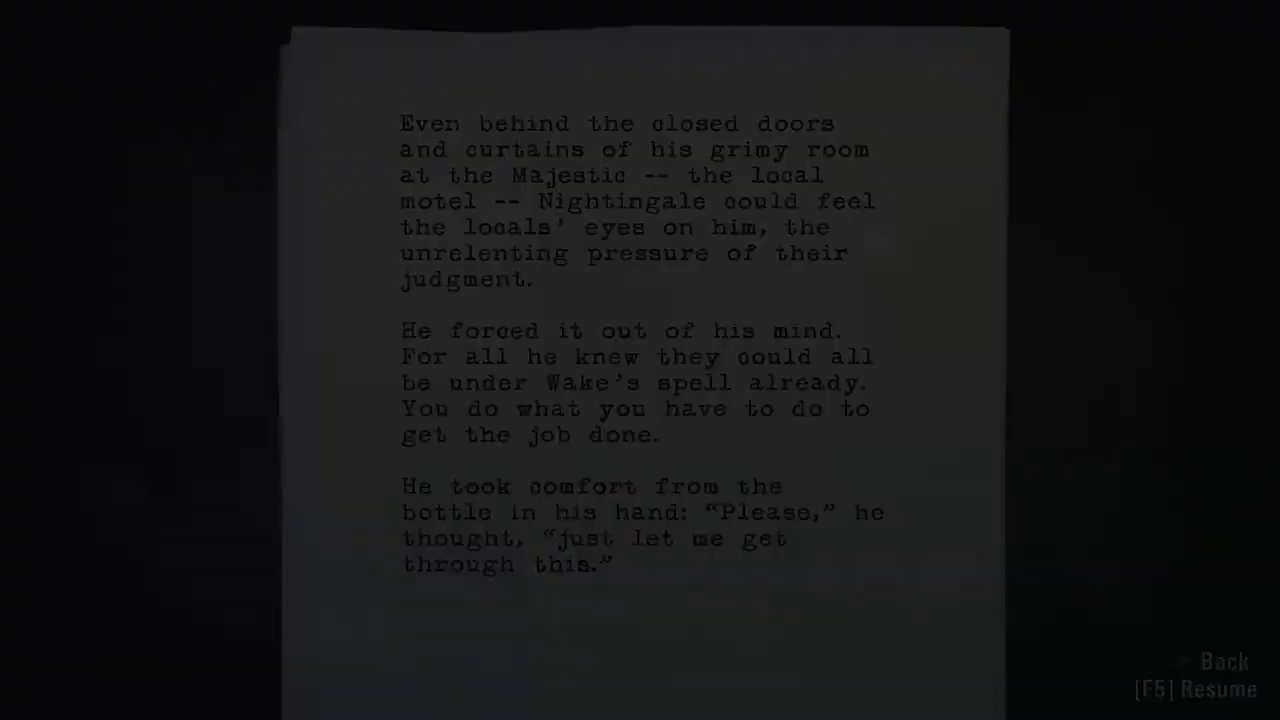 Even behind the closed doors
and curtains of his grimy room
at the Majestic -- the local
motel -- Nightingale could feel
the locals' eyes on him, the
unrelenting pressure of their
judgment.
He forced it out of his mind.
For all he knew they could all
be under Wake's spell already.
You do what you have to do to
get the job done.
He took comfort from the
bottle in his hand: “Please,” he
thought, “just let me get
through this.”
Back
[F5] Resume